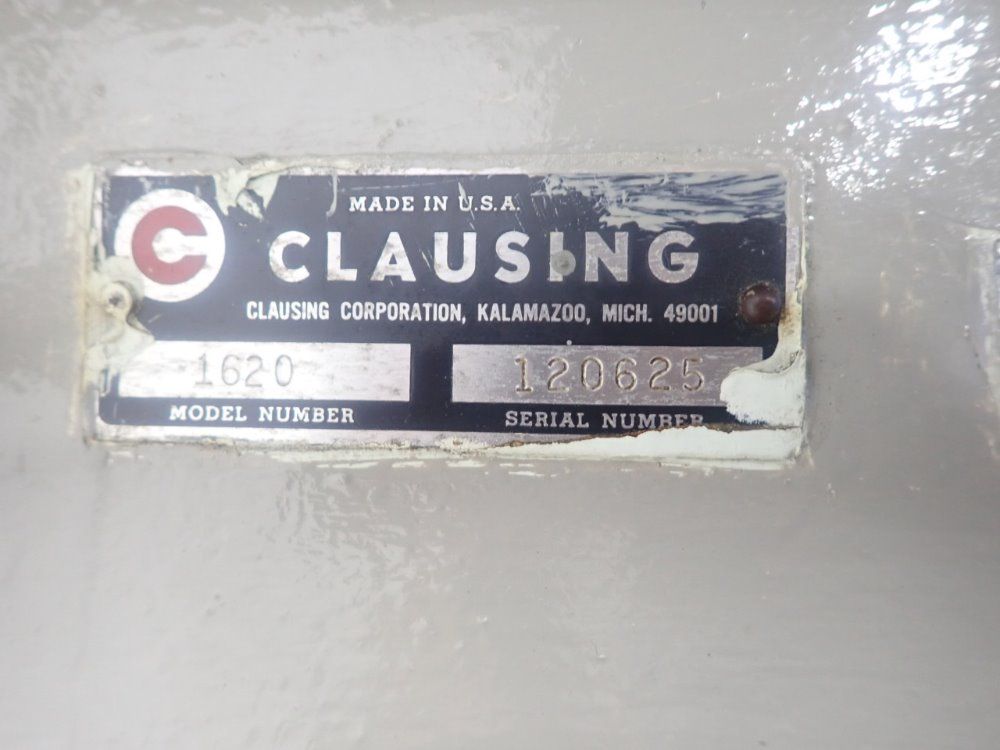 MADE IN U.S.A.
C CLAUSING
CLAUSING CORPORATION, KALAMAZOO, MICH. 49001
1620 120625
MODEL NUMBER SERIAL NUMBER